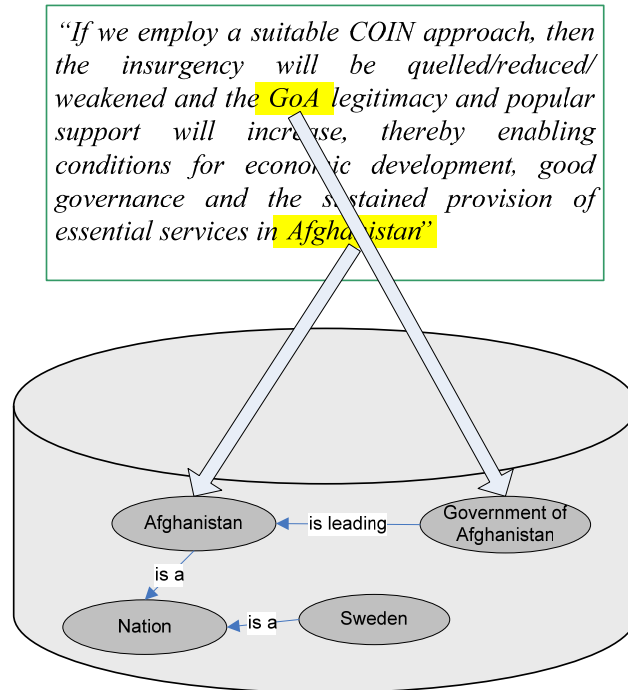 “If we employ a suitable COIN approach, then
the insurgency will be quelled/reduced/
weakened and the GoA legitimacy and popular
support will increase, thereby enabling
conditions for economic development, good
governance and the sustained provision of
essential services in Afghanistan”
Afghanistan
is leading
Government of
Afghanistan
is a
Nation
is a
Sweden